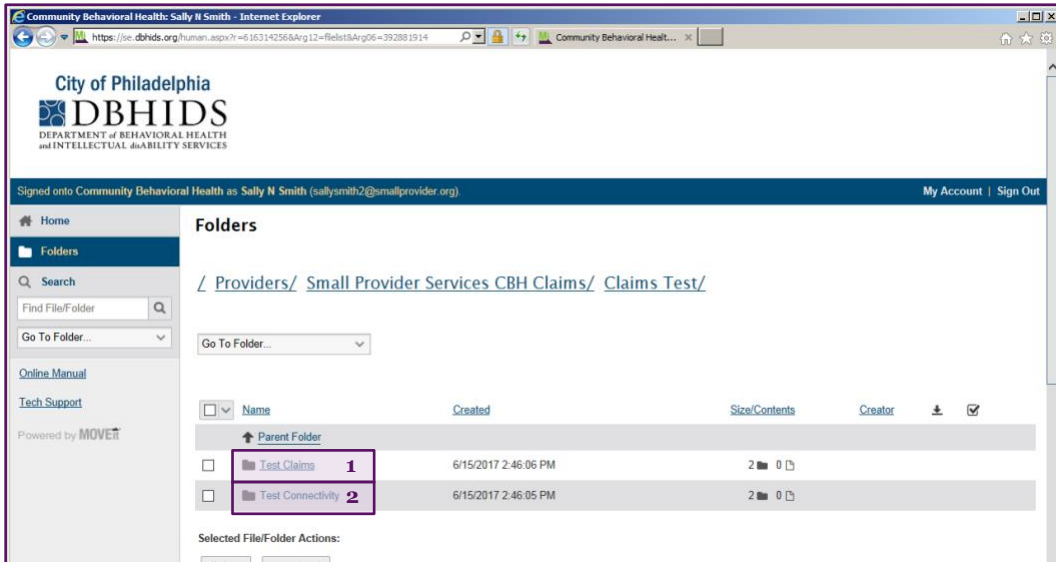 Community Behavioral Health: Sally N Smith - Internet Explorer
https://se.dbhids.org/human.aspx?r=616314256&Arg12=filelist&Arg06=392881914
Community Behavioral Healt...
City of Philadelphia
DBHIDS
DEPARTMENT of BEHAVIORAL HEALTH
and INTELLECTUAL disABILITY SERVICES
Signed onto Community Behavioral Health as Sally N Smith (sallysmith2@smallprovider.org).
My Account | Sign Out
Home
Folders
Search
Find File/Folder
Go To Folder...
Online Manual
Tech Support
Powered by MOVEit
Folders
/ Providers/ Small Provider Services CBH Claims/ Claims Test/
Go To Folder...
Name Created Size/Contents Creator
Parent Folder
Test Claims 1 6/15/2017 2:46:06 PM 2 0
Test Connectivity 2 6/15/2017 2:46:05 PM 2 0
Selected File/Folder Actions: